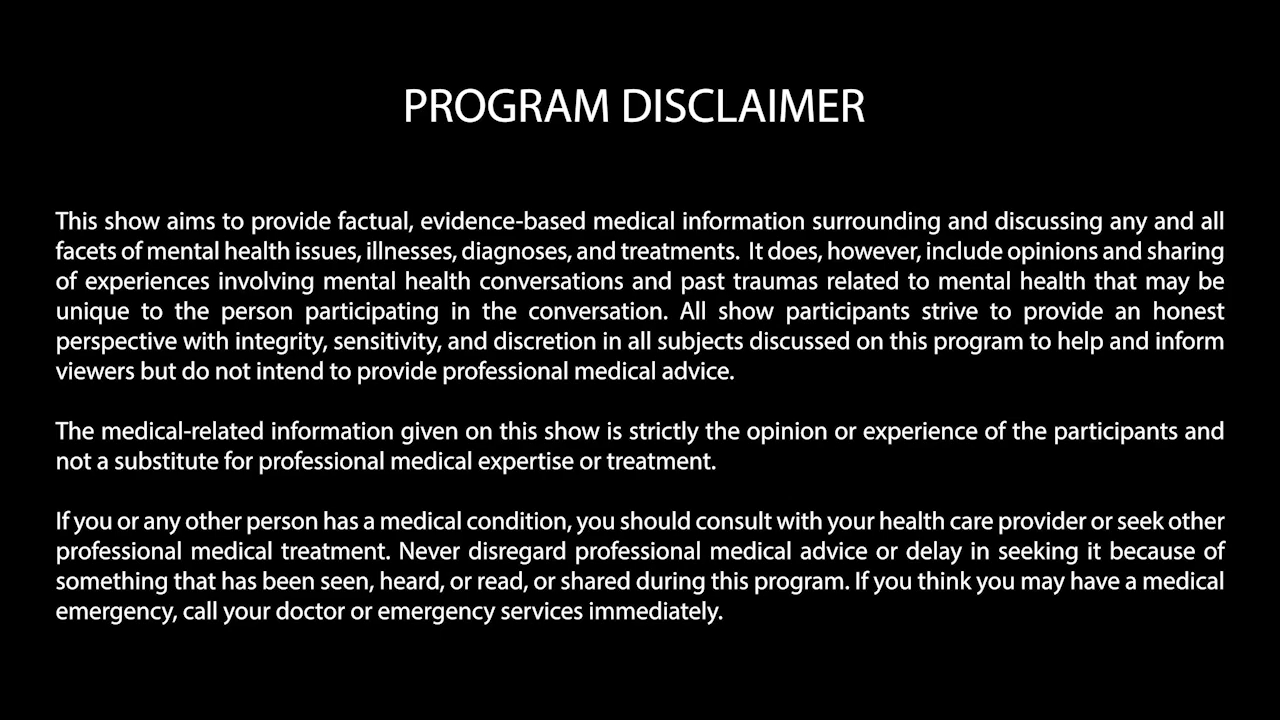 PROGRAM DISCLAIMER
This show aims to provide factual, evidence-based medical information surrounding and discussing any and all
facets of mental health issues, illnesses, diagnoses, and treatments.  It does, however, include opinions and sharing
of experiences involving mental health conversations and past traumas related to mental health that may be
unique to the person participating in the conversation. All show participants strive to provide an honest
perspective with integrity, sensitivity, and discretion in all subjects discussed on this program to help and inform
viewers but do not intend to provide professional medical advice.
The medical-related information given on this show is strictly the opinion or experience of the participants and
not a substitute for professional medical expertise or treatment.
If you or any other person has a medical condition, you should consult with your health care provider or seek other
professional medical treatment. Never disregard professional medical advice or delay in seeking it because of
something that has been seen, heard, or read, or shared during this program. If you think you may have a medical
emergency, call your doctor or emergency services immediately.